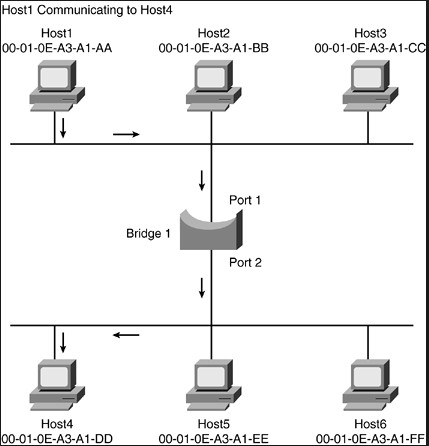 Host1 Communicating to Host4
Host1
00-01-0E-A3-A1-AA
Host2
00-01-0E-A3-A1-BB
Host3
00-01-0E-A3-A1-CC
Port 1
Bridge 1
Port 2
Host4
00-01-0E-A3-A1-DD
Host5
00-01-0E-A3-A1-EE
Host6
00-01-0E-A3-A1-FF